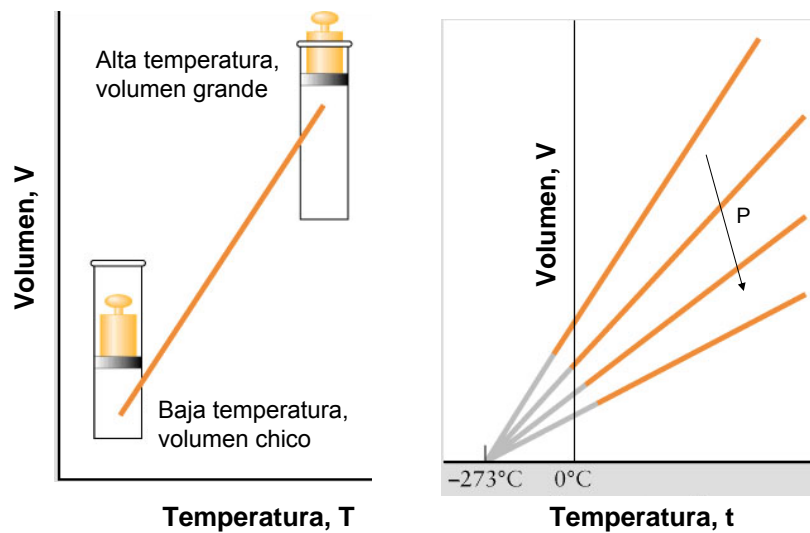 Alta temperatura,
volumen grande
Volumen, V
Baja temperatura,
volumen chico
Temperatura, T
Volumen, V
P
−273°C
0°C
Temperatura, t